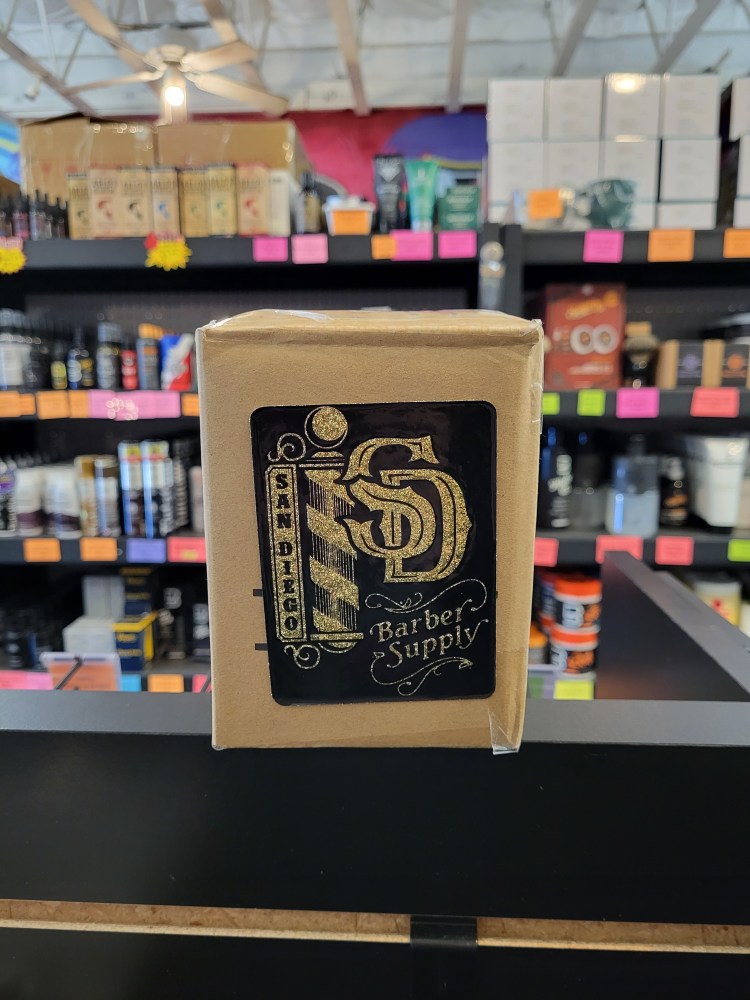 SAN DIEGO
SD
Barber
Supply